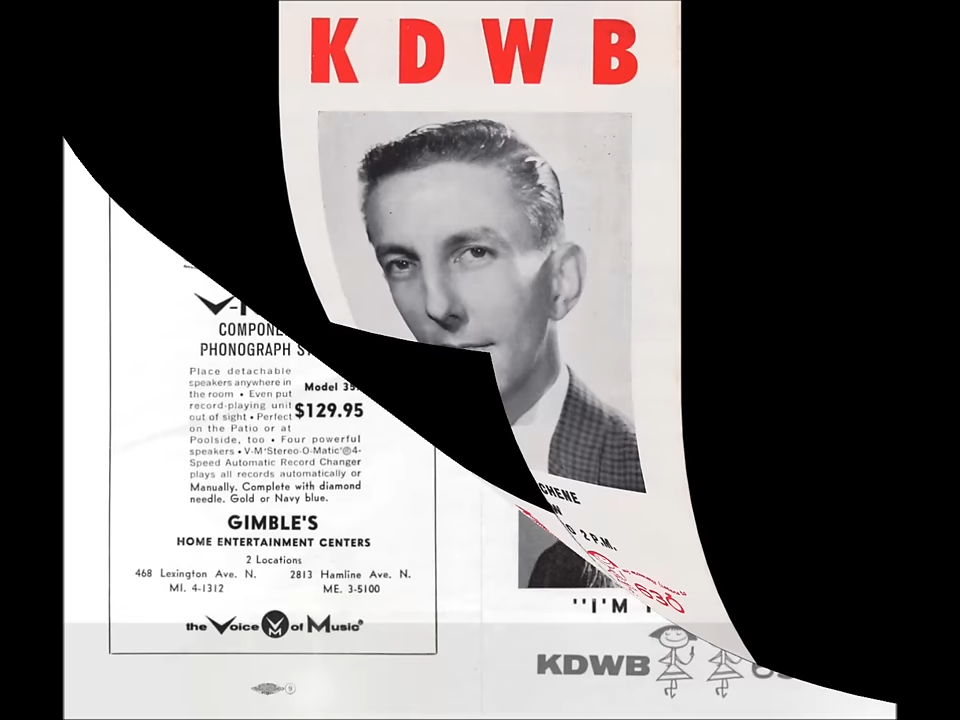 KDWB
COMPONE
PHONOGRAPH S
Place detachable
speakers anywhere in
the room • Even put
record-playing unit
out of sight • Perfect
on the Patio or at
Poolside, too • Four powerful
speakers • V-M 'Stereo-O-Matic'® 4-
Speed Automatic Record Changer
plays all records automatically or
Manually. Complete with diamond
needle. Gold or Navy blue.
Model 35
$129.95
GIMBLE'S
HOME ENTERTAINMENT CENTERS
2 Locations
468 Lexington Ave. N. 2813 Hamline Ave. N.
MI. 4-1312 ME. 3-5100
the Voice VM of Music®
9
CHENE
2 P.M.
630
"I'M
KDWB